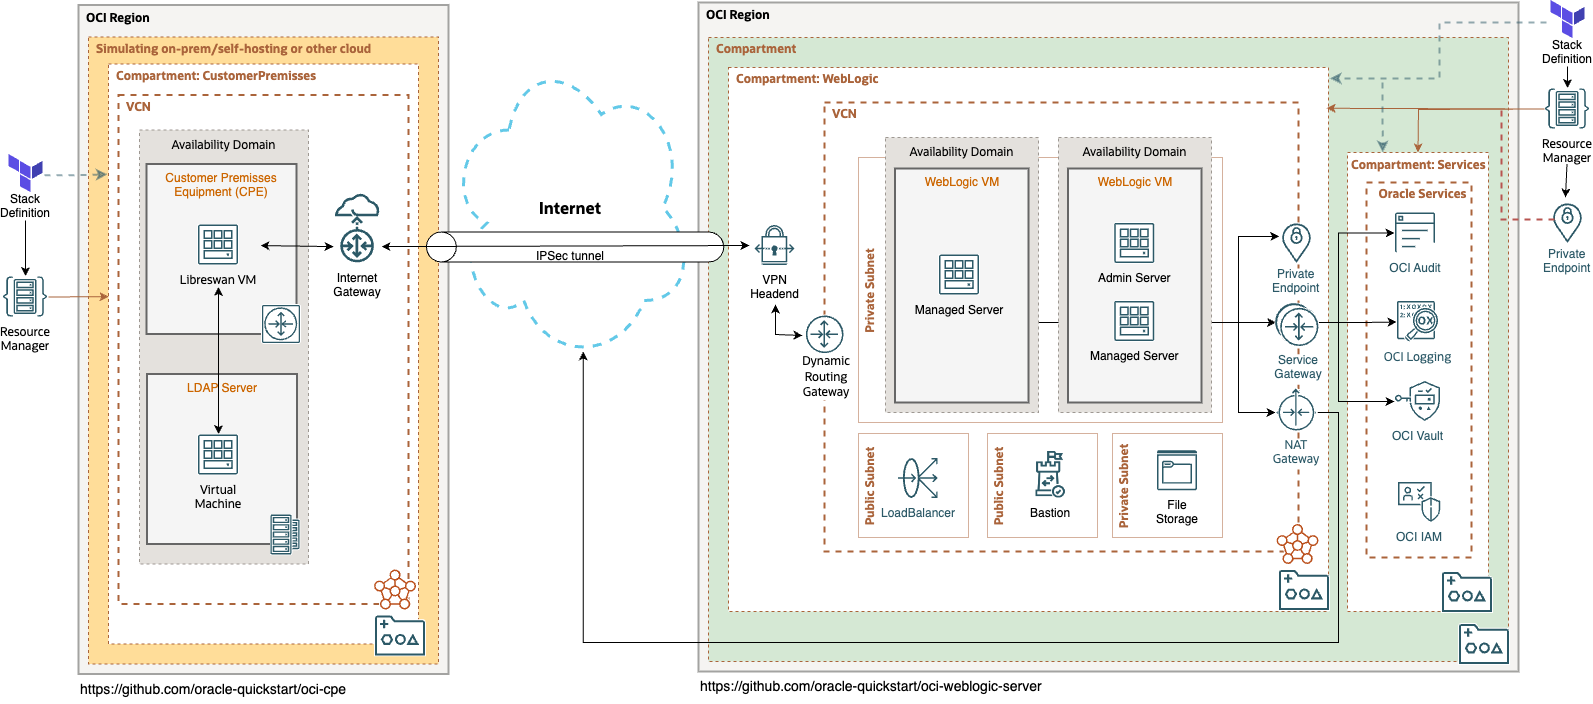 OCI Region
Simulating on-prem/self-hosting or other cloud
Compartment: CustomerPremisses
VCN
Availability Domain
Customer Premisses
Equipment (CPE)
Libreswan VM
Internet
Gateway
LDAP Server
Virtual
Machine
Stack
Definition
Resource
Manager
https://github.com/oracle-quickstart/oci-cpe
Internet
IPSec tunnel
OCI Region
Compartment
Compartment: WebLogic
VCN
VPN
Headend
Dynamic
Routing
Gateway
Private Subnet
Availability Domain
WebLogic VM
Managed Server
Availability Domain
WebLogic VM
Admin Server
Managed Server
Private
Endpoint
Service
Gateway
NAT
Gateway
Public Subnet
LoadBalancer
Public Subnet
Bastion
Private Subnet
File
Storage
Compartment: Services
Oracle Services
OCI Audit
1:XOXOX
2:X
OX
OCI Logging
OCI Vault
OCI IAM
Stack
Definition
Resource
Manager
Private
Endpoint
https://github.com/oracle-quickstart/oci-weblogic-server